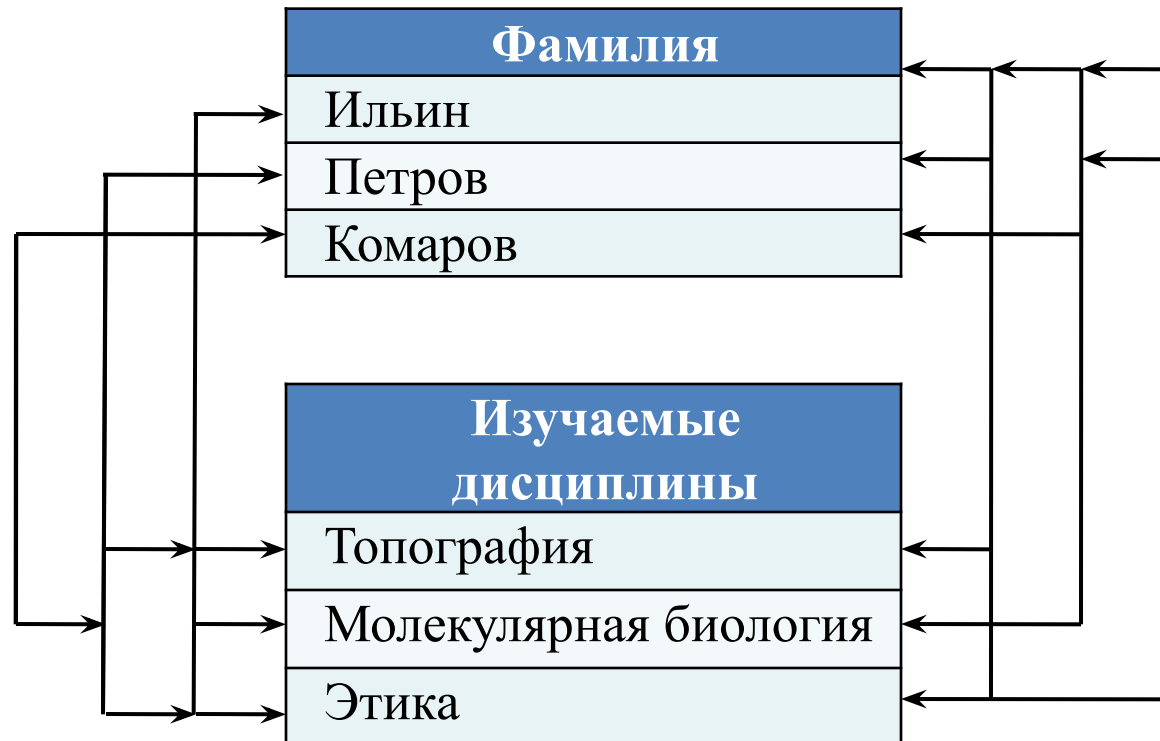 Фамилия
Ильин
Петров
Комаров
Изучаемые
дисциплины
Топография
Молекулярная биология
Этика